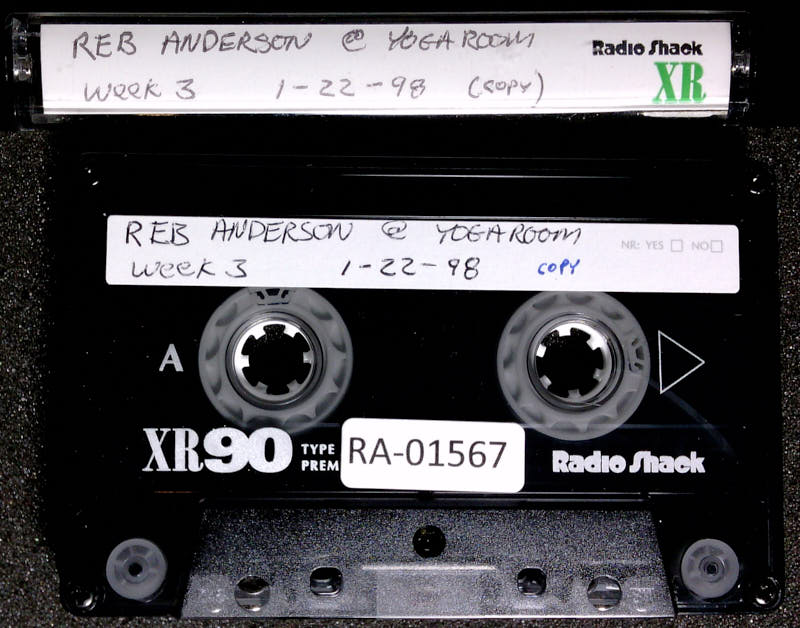 REB ANDERSON @ YOGA ROOM
Radio Shack
Week 3 1-22-98 (COPY)
XR
REB ANDERSON @ YOGA ROOM
NR: YES NO
Week 3 1-22-98 COPY
A
XR90
TYPE
PREM
RA-01567
Radio Shack